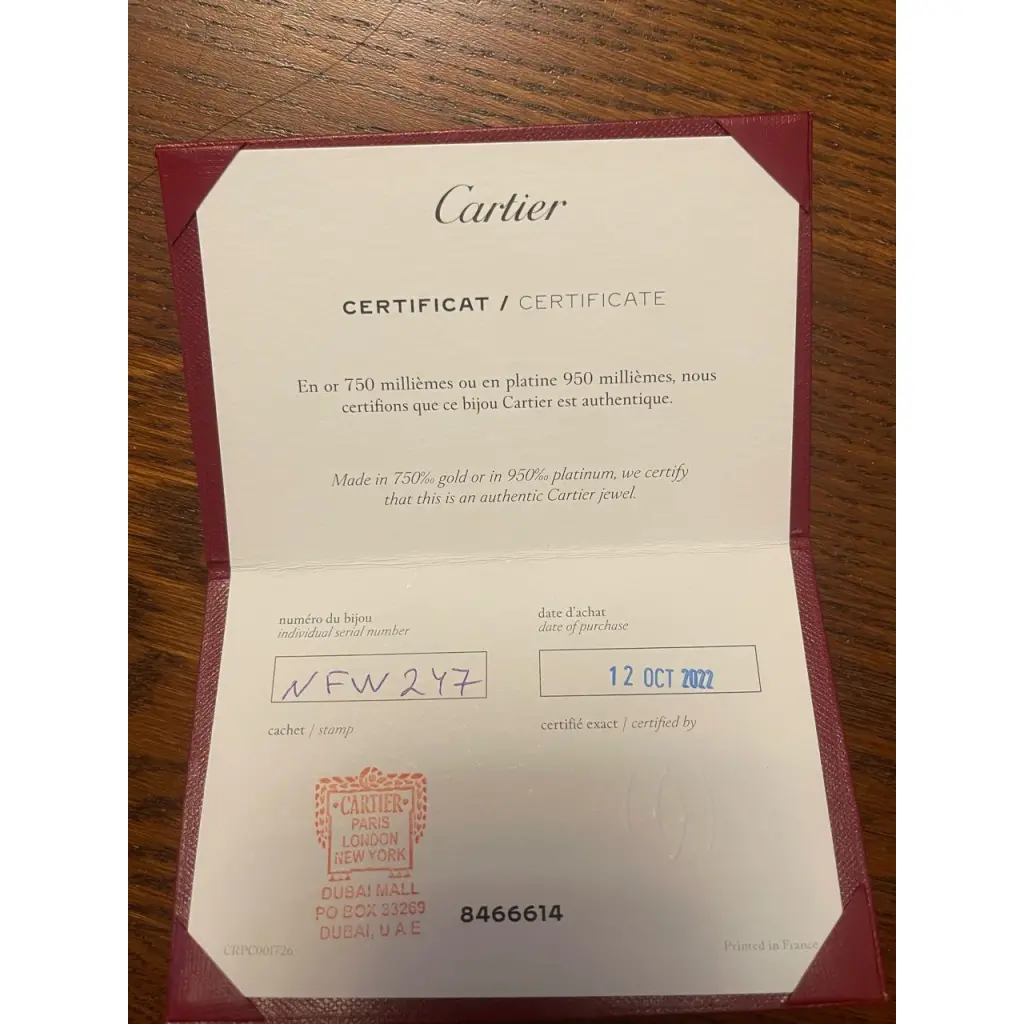 Cartier
CERTIFICAT / CERTIFICATE
En or 750 millièmes ou en platine 950 millièmes, nous
certifions que ce bijou Cartier est authentique.
Made in 750‰ gold or in 950‰ platinum, we certify
that this is an authentic Cartier jewel.
numéro du bijou
individual serial number
NFW247
date d'achat
date of purchase
12 OCT 2022
cachet / stamp
certifié exact / certified by
CARTIER
PARIS
LONDON
NEW YORK
DUBAI MALL
PO BOX 33269
DUBAI, U A E
8466614
CRPC001726
Printed in France